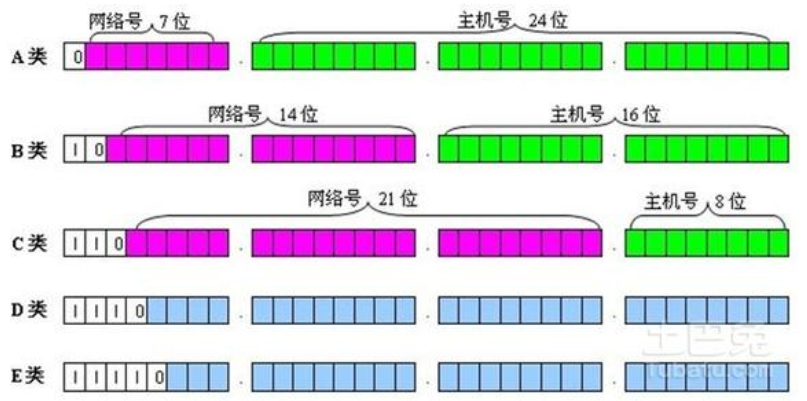 网络号 7 位 主机号 24 位
A 类 0 . . .
网络号 14 位 主机号 16 位
B 类 1 0 . . .
网络号 21 位 主机号 8 位
C 类 1 1 0 . . .
D 类 1 1 1 0 . . .
E 类 1 1 1 1 0 . . .
土巴兔
Tubatu.com